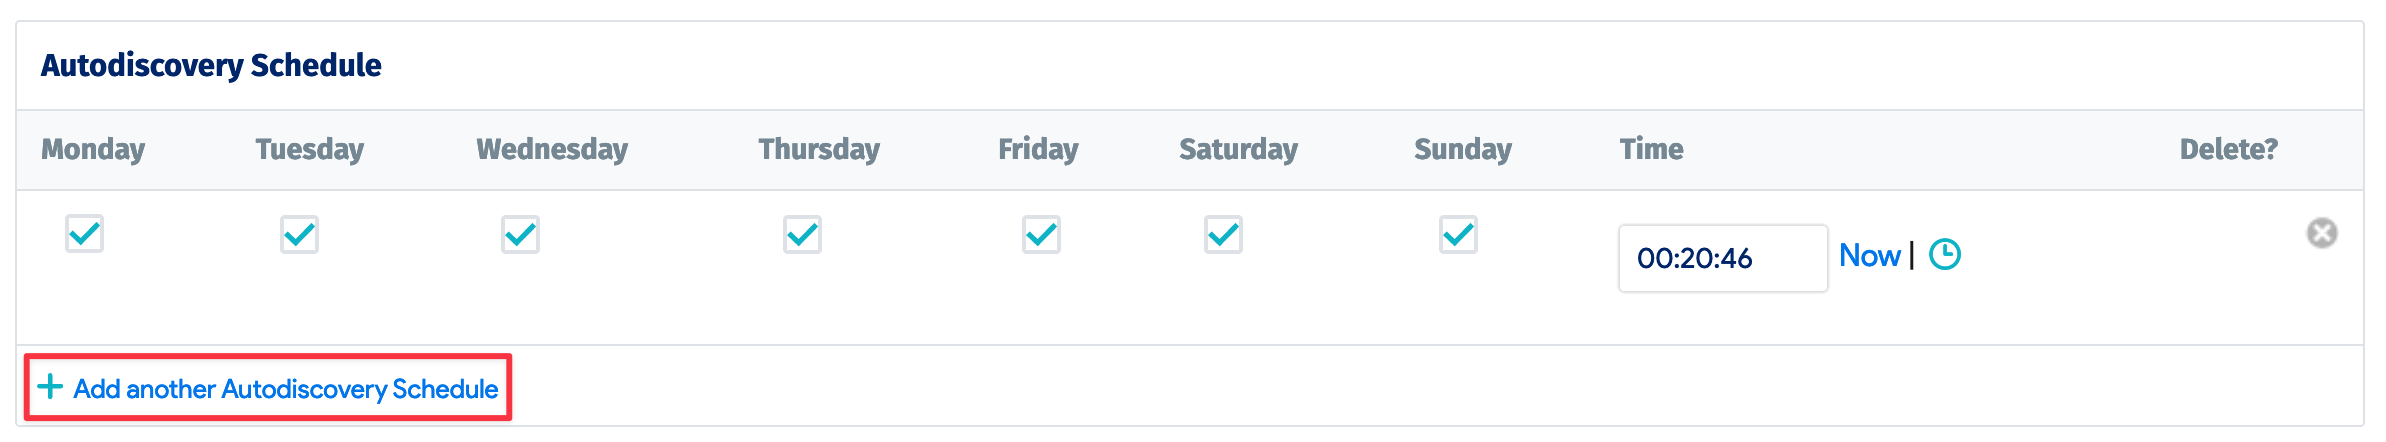 Autodiscovery Schedule
Monday Tuesday Wednesday Thursday Friday Saturday Sunday Time Delete?
00:20:46 Now |
Add another Autodiscovery Schedule